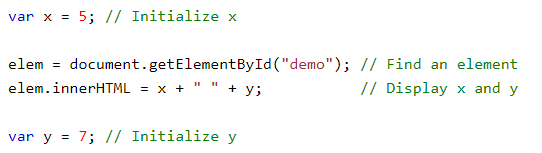 var x = 5; // Initialize x
elem = document.getElementById("demo"); // Find an element
elem.innerHTML = x + " " + y;           // Display x and y
var y = 7; // Initialize y